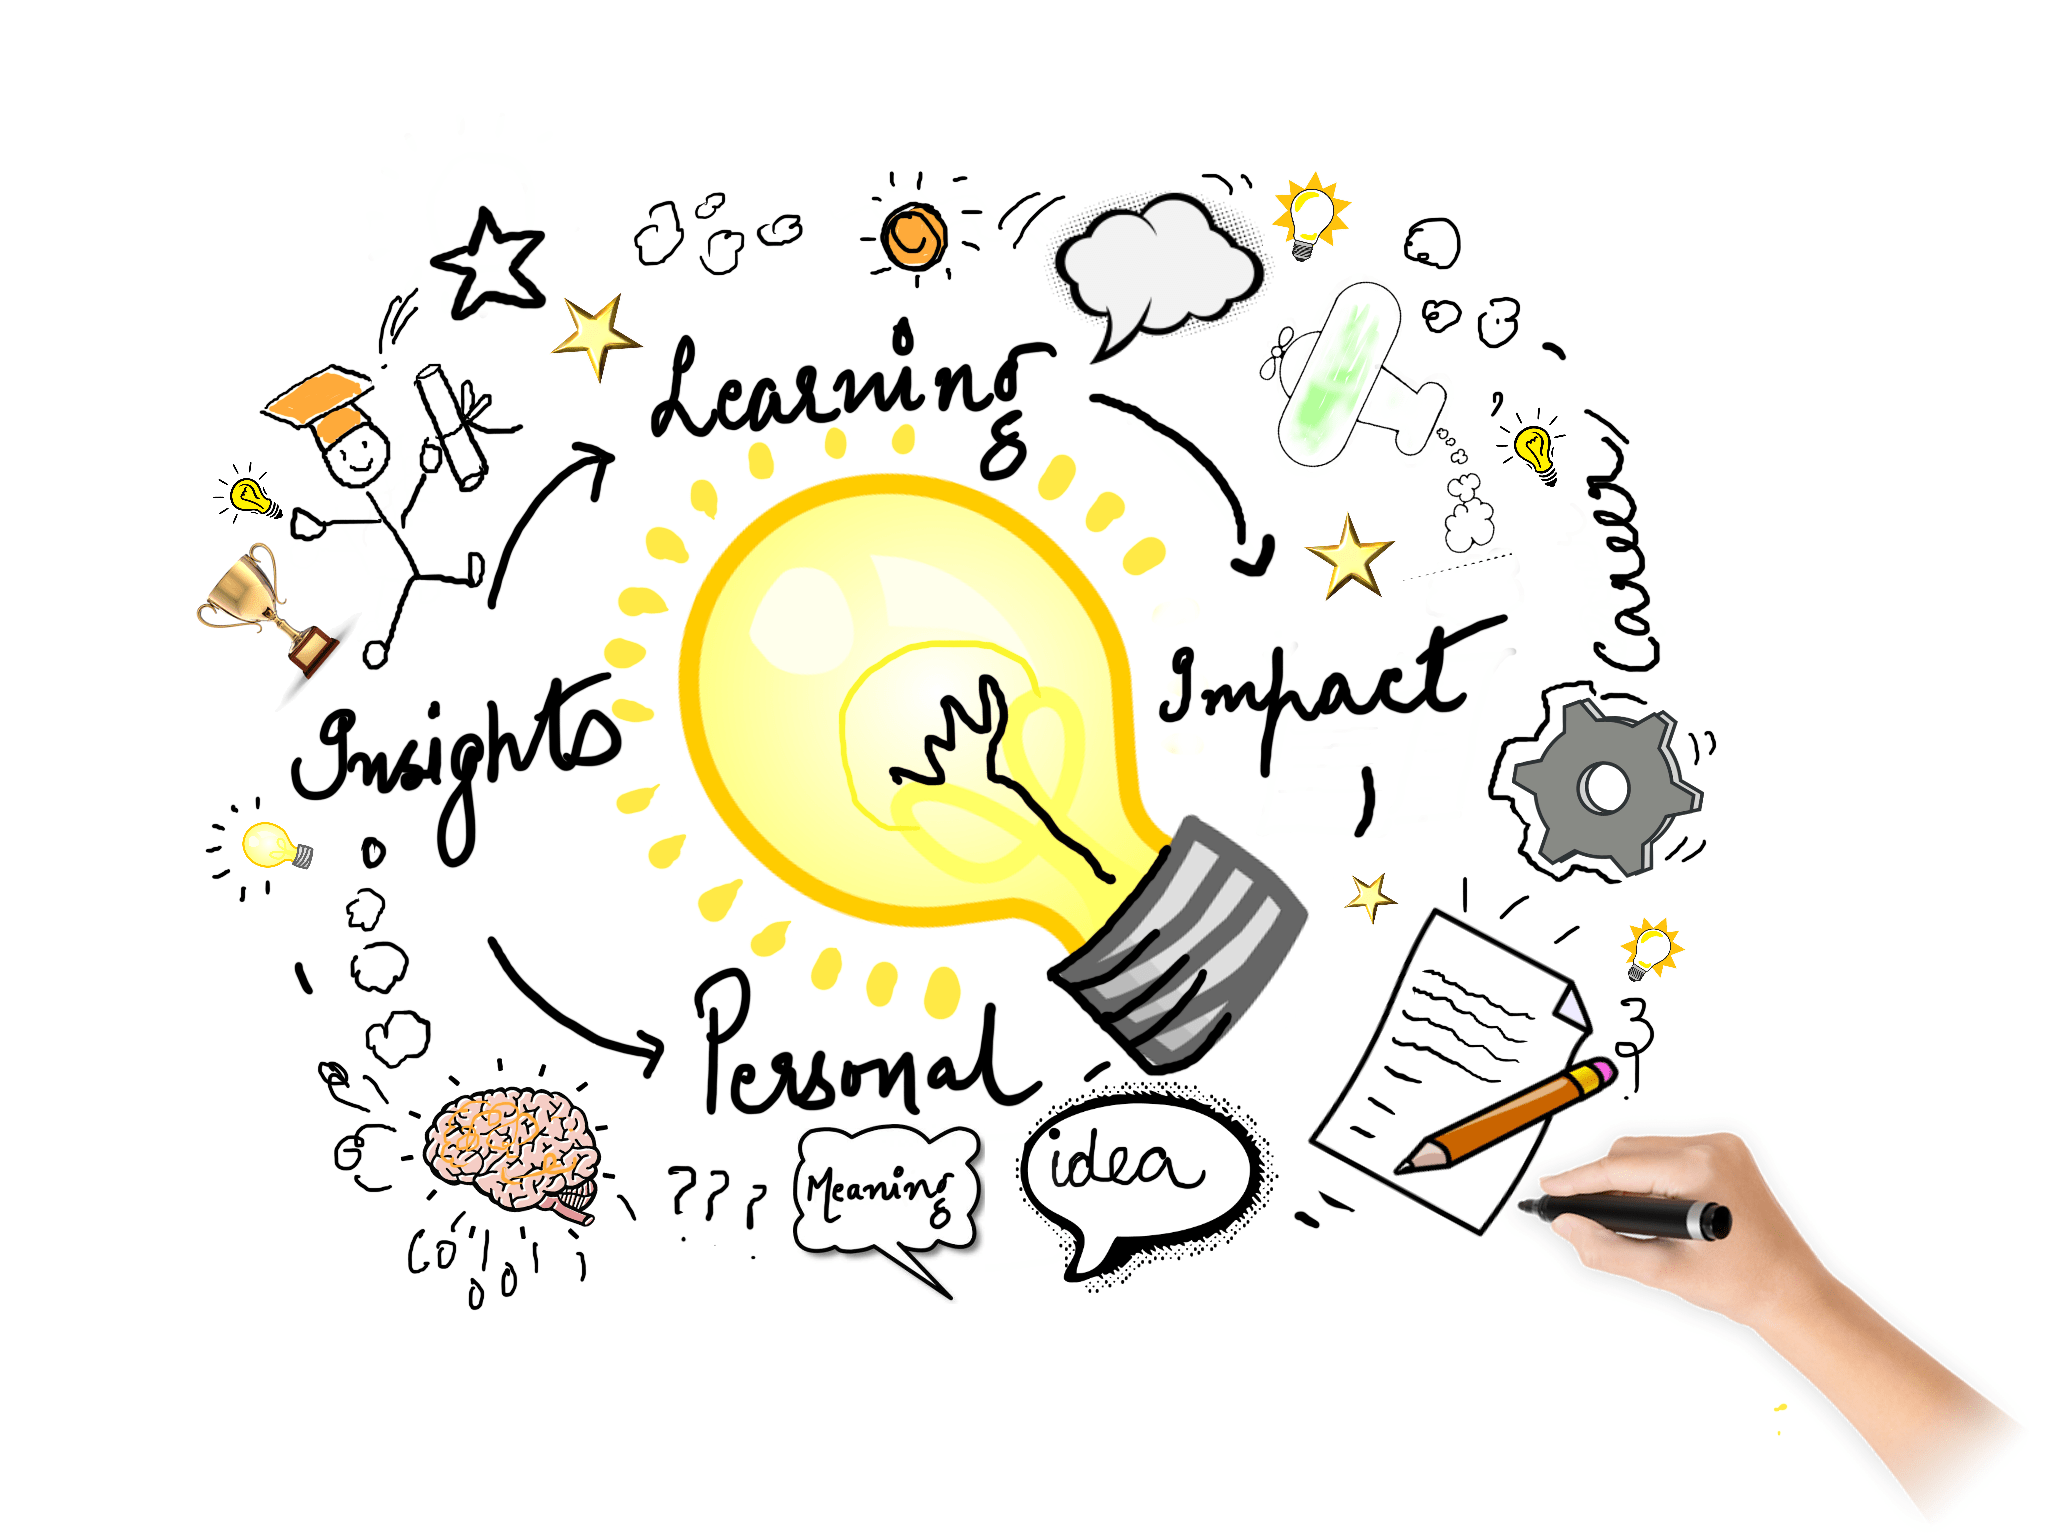 Learning
Career
Impact
Insights
Personal
???
Meaning
idea